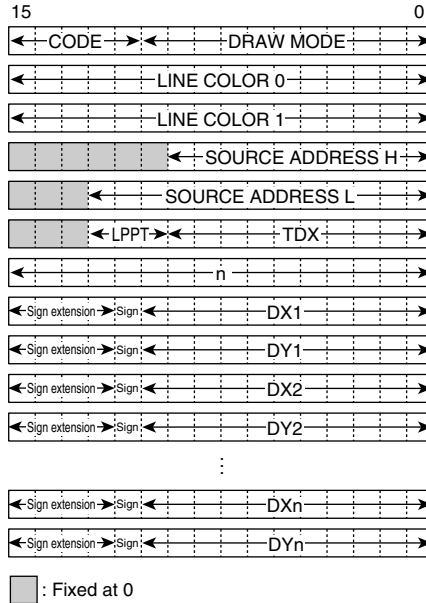 15 0
CODE DRAW MODE
LINE COLOR 0
LINE COLOR 1
SOURCE ADDRESS H
SOURCE ADDRESS L
LPPT TDX
n
Sign extension Sign DX1
Sign extension Sign DY1
Sign extension Sign DX2
Sign extension Sign DY2
⋮
Sign extension Sign DXn
Sign extension Sign DYn
: Fixed at 0